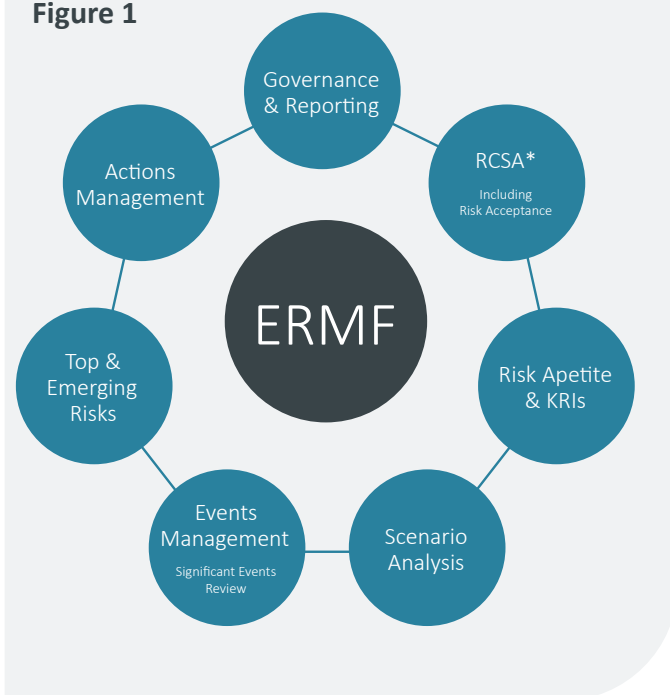 Figure 1
Governance
& Reporting
RCSA*
Including
Risk Acceptance
Risk Apetite
& KRIs
Scenario
Analysis
Events
Management
Significant Events
Review
Top &
Emerging
Risks
Actions
Management
ERMF